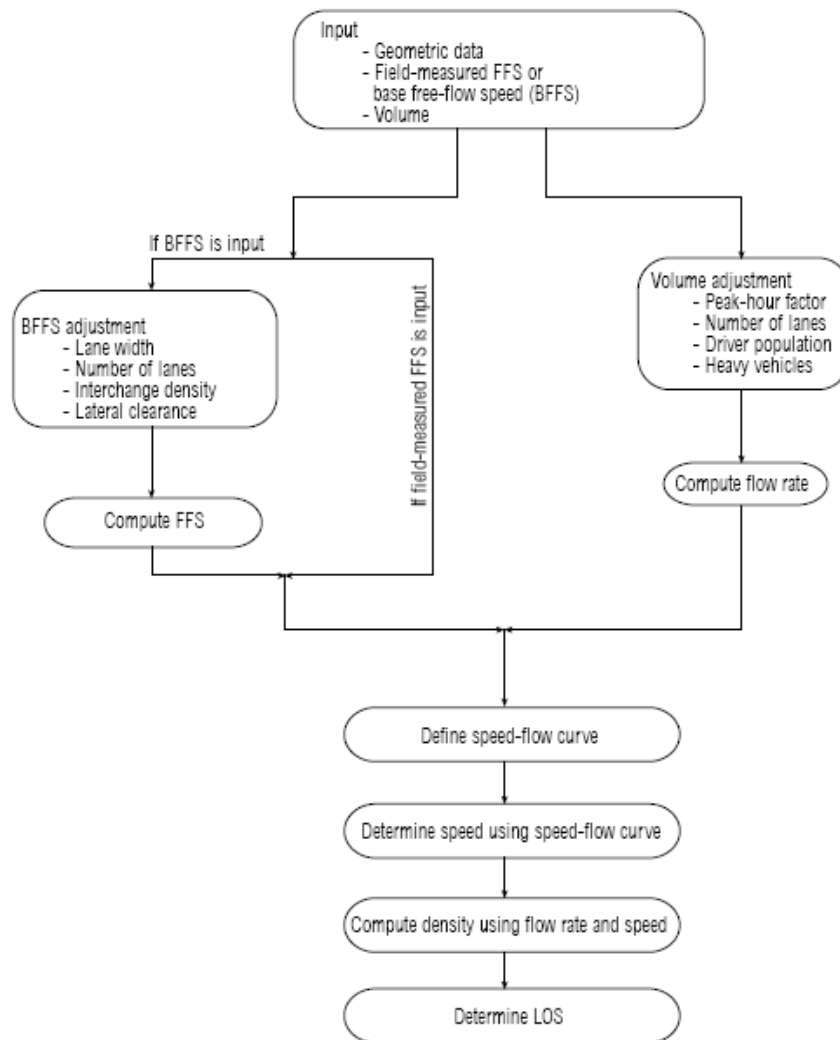 Input
- Geometric data
- Field-measured FFS or
base free-flow speed (BFFS)
- Volume
If BFFS is input
BFFS adjustment
- Lane width
- Number of lanes
- Interchange density
- Lateral clearance
If field-measured FFS is input
Volume adjustment
- Peak-hour factor
- Number of lanes
- Driver population
- Heavy vehicles
Compute FFS
Compute flow rate
Define speed-flow curve
Determine speed using speed-flow curve
Compute density using flow rate and speed
Determine LOS